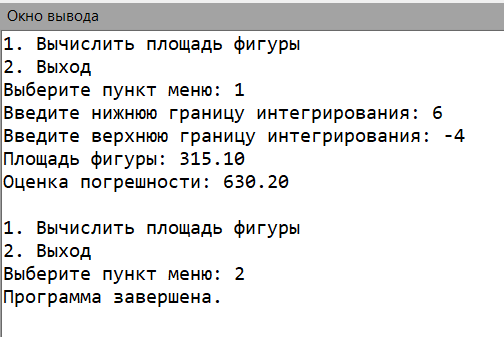 Окно вывода
1. Вычислить площадь фигуры
2. Выход
Выберите пункт меню: 1
Введите нижнюю границу интегрирования: 6
Введите верхнюю границу интегрирования: -4
Площадь фигуры: 315.10
Оценка погрешности: 630.20
1. Вычислить площадь фигуры
2. Выход
Выберите пункт меню: 2
Программа завершена.